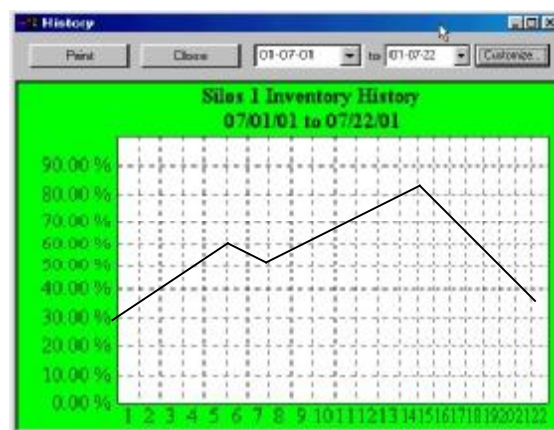 History
Print Close 01-07-01 to 01-07-22 Customize...
Silos 1 Inventory History
07/01/01 to 07/22/01
90.00 %
80.00 %
70.00 %
60.00 %
50.00 %
40.00 %
30.00 %
20.00 %
10.00 %
0.00 %
1 2 3 4 5 6 7 8 9 10 11 12 13 14 15 16 17 18 19 20 21 22